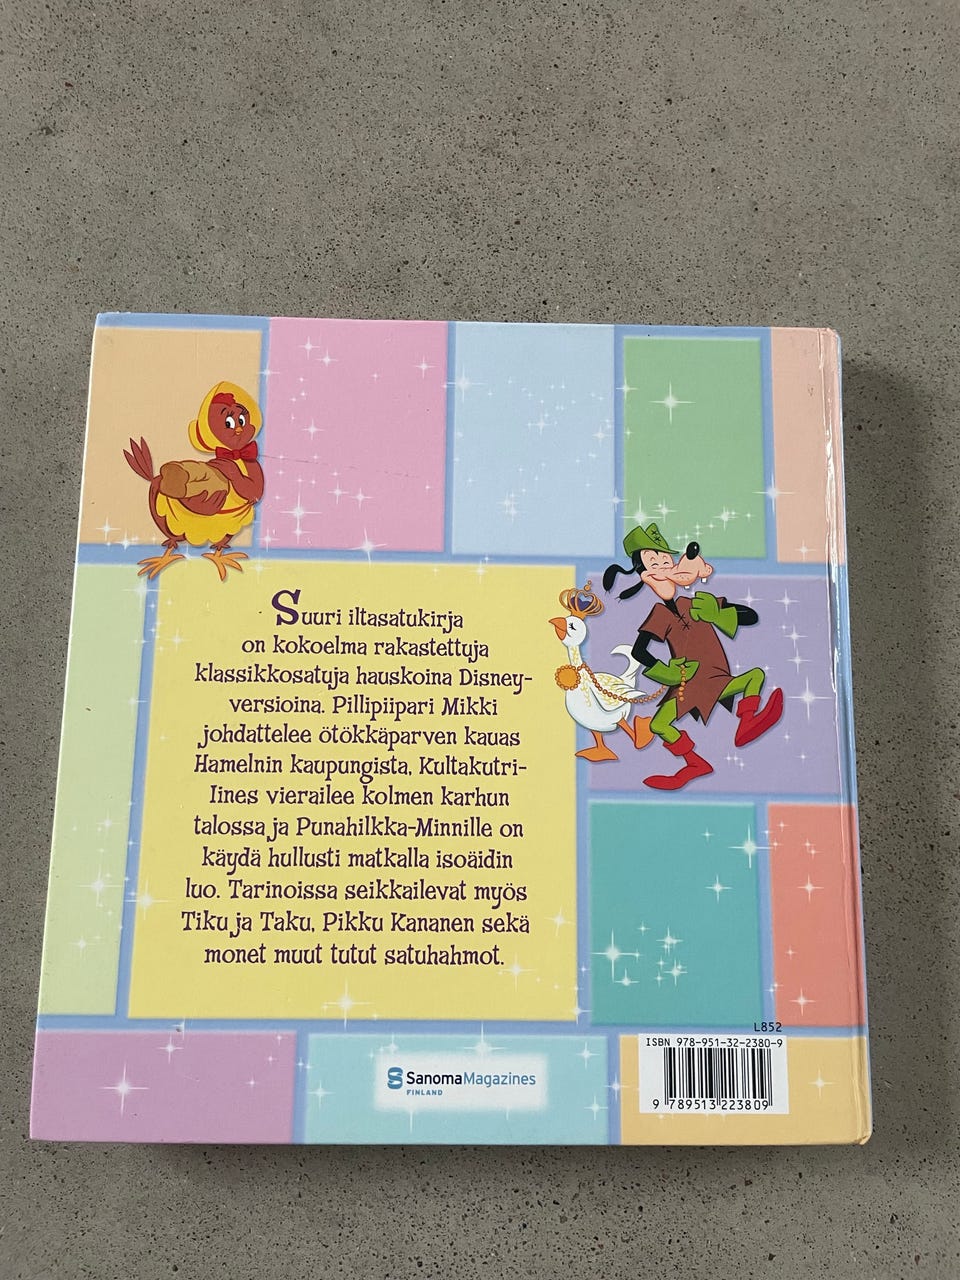 Suuri iltasatukirja
on kokoelma rakastettuja
klassikkosatuja hauskoina Disney-
versioina. Pillipiipari Mikki
johdattelee ötökkäparven kauas
Hamelnin kaupungista, Kultakutri-
Iines vierailee kolmen karhun
talossa ja Punahilkka-Minnille on
käydä hullusti matkalla isoäidin
luo. Tarinoissa seikkailevat myös
Tiku ja Taku, Pikku Kananen sekä
monet muut tutut satuhahmot.
L852
ISBN 978-951-32-2380-9
SanomaMagazines
FINLAND
9 789513 223809